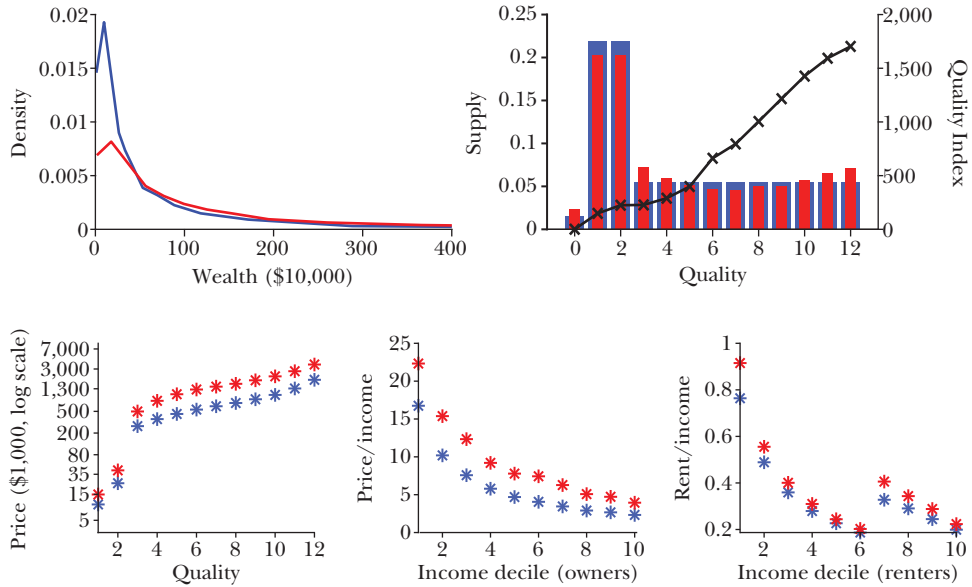 0.02
0.015
0.01
0.005
0
Density
0 100 200 300 400
Wealth ($10,000)
0.25
0.2
0.15
0.1
0.05
0
Supply
2,000
1,500
1,000
500
0
Quality Index
0 2 4 6 8 10 12
Quality
7,000
3,000
1,300
500
200
80
35
15
5
Price ($1,000, log scale)
2 4 6 8 10 12
Quality
25
20
15
10
5
0
Price/income
2 4 6 8 10
Income decile (owners)
1
0.8
0.6
0.4
0.2
Rent/income
2 4 6 8 10
Income decile (renters)